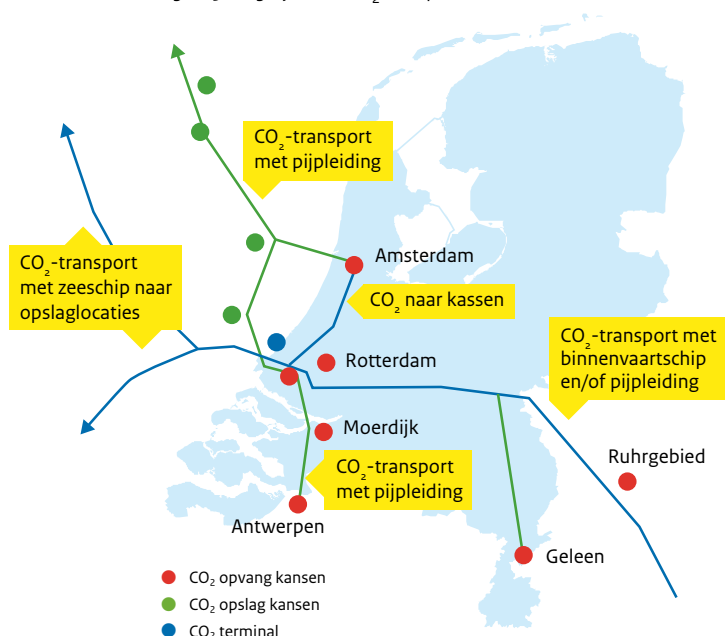 CO₂-transport
met pijpleiding
CO₂-transport
met zeeschip naar
opslaglocaties
Amsterdam
CO₂ naar kassen
CO₂-transport met
binnenvaartschip
en/of pijpleiding
Rotterdam
Moerdijk
Ruhrgebied
CO₂-transport
met pijpleiding
Antwerpen
Geleen
CO₂ opvang kansen
CO₂ opslag kansen
CO₂ terminal